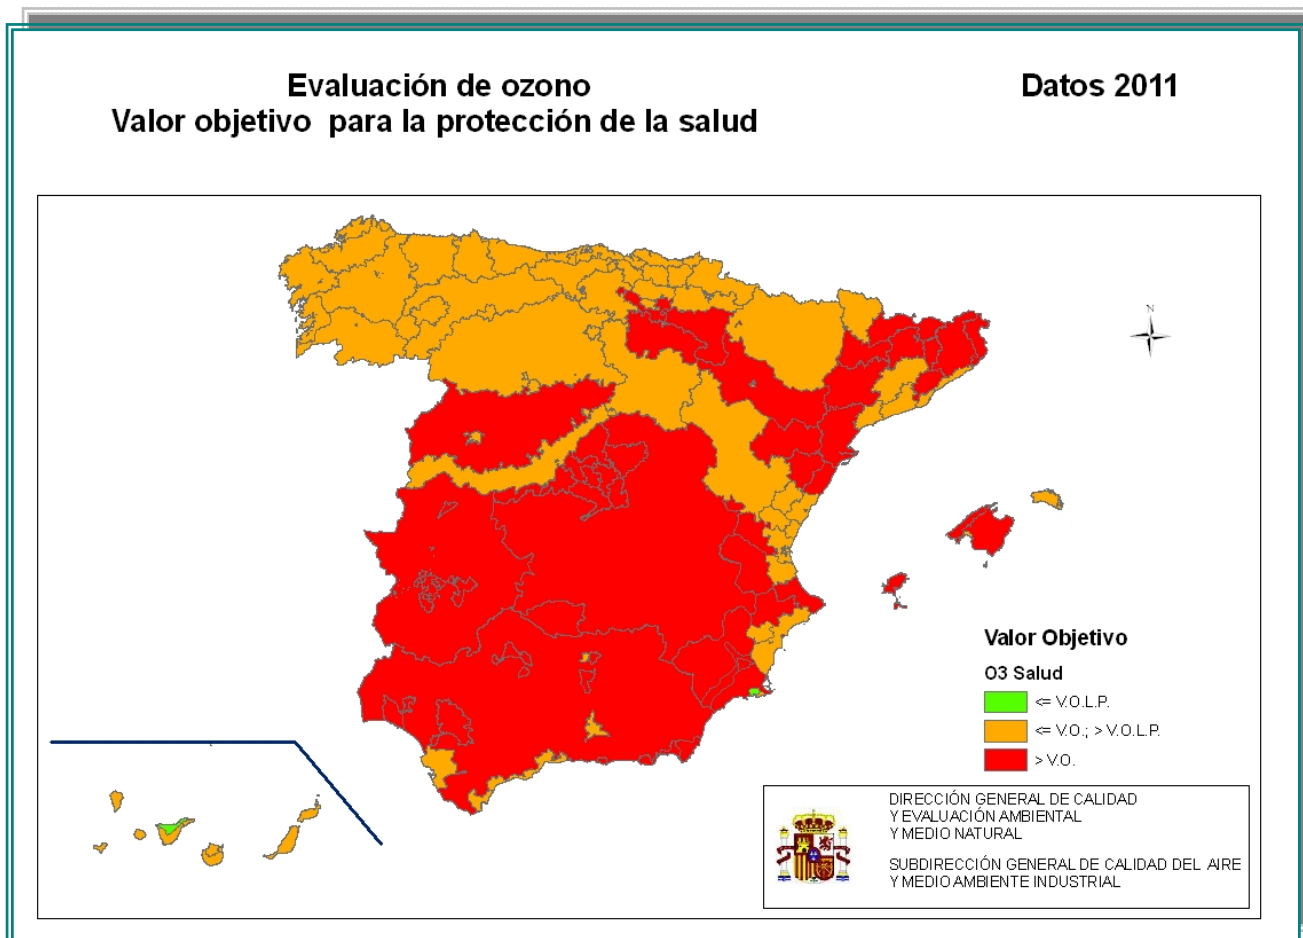 Evaluación de ozono
Valor objetivo para la protección de la salud
Datos 2011
N
Valor Objetivo
O3 Salud
<= V.O.L.P.
<= V.O.; > V.O.L.P.
> V.O.
DIRECCIÓN GENERAL DE CALIDAD
Y EVALUACIÓN AMBIENTAL
Y MEDIO NATURAL
SUBDIRECCIÓN GENERAL DE CALIDAD DEL AIRE
Y MEDIO AMBIENTE INDUSTRIAL